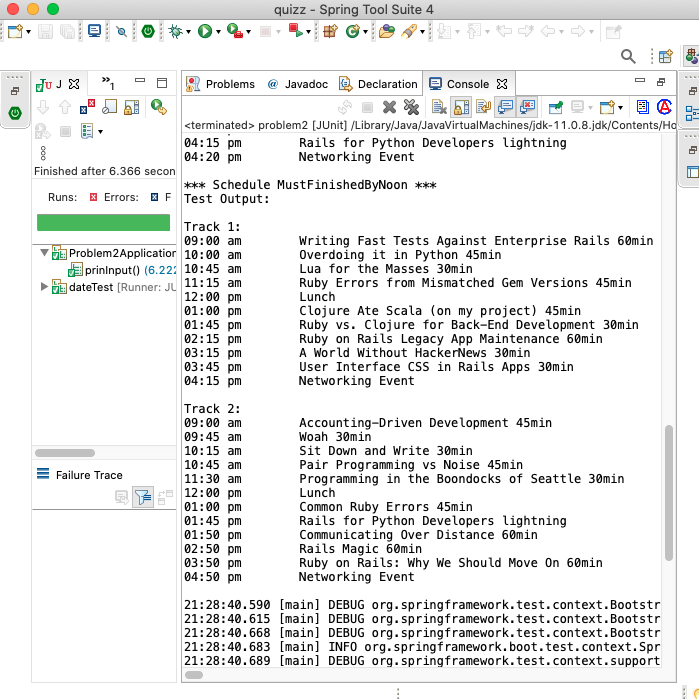 quizz - Spring Tool Suite 4
J
»1
Problems
@ Javadoc
Declaration
Console
<terminated> problem2 [JUnit] /Library/Java/JavaVirtualMachines/jdk-11.0.8.jdk/Contents/Ho
Finished after 6.366 secon
Runs:
Errors:
F
Problem2Application
prinInput() (6.222
dateTest [Runner: JU
Failure Trace
04:15 pm Rails for Python Developers lightning
04:20 pm Networking Event
*** Schedule MustFinishedByNoon ***
Test Output:
Track 1:
09:00 am Writing Fast Tests Against Enterprise Rails 60min
10:00 am Overdoing it in Python 45min
10:45 am Lua for the Masses 30min
11:15 am Ruby Errors from Mismatched Gem Versions 45min
12:00 pm Lunch
01:00 pm Clojure Ate Scala (on my project) 45min
01:45 pm Ruby vs. Clojure for Back-End Development 30min
02:15 pm Ruby on Rails Legacy App Maintenance 60min
03:15 pm A World Without HackerNews 30min
03:45 pm User Interface CSS in Rails Apps 30min
04:15 pm Networking Event
Track 2:
09:00 am Accounting-Driven Development 45min
09:45 am Woah 30min
10:15 am Sit Down and Write 30min
10:45 am Pair Programming vs Noise 45min
11:30 am Programming in the Boondocks of Seattle 30min
12:00 pm Lunch
01:00 pm Common Ruby Errors 45min
01:45 pm Rails for Python Developers lightning
01:50 pm Communicating Over Distance 60min
02:50 pm Rails Magic 60min
03:50 pm Ruby on Rails: Why We Should Move On 60min
04:50 pm Networking Event
21:28:40.590 [main] DEBUG org.springframework.test.context.Bootstr
21:28:40.615 [main] DEBUG org.springframework.test.context.Bootstr
21:28:40.668 [main] DEBUG org.springframework.test.context.Bootstr
21:28:40.683 [main] INFO org.springframework.boot.test.context.Spr
21:28:40.689 [main] DEBUG org.springframework.test.context.support